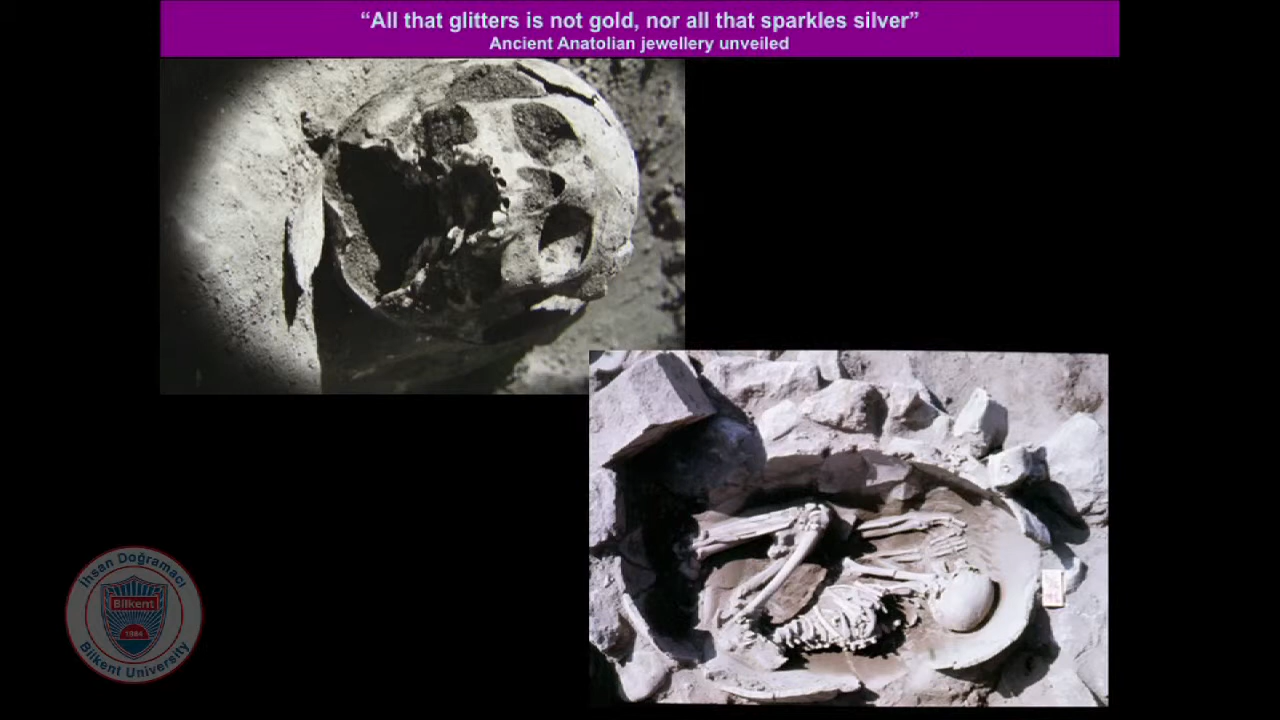 “All that glitters is not gold, nor all that sparkles silver”
Ancient Anatolian jewellery unveiled
İhsan Doğramacı
Bilkent
1984
Bilkent University